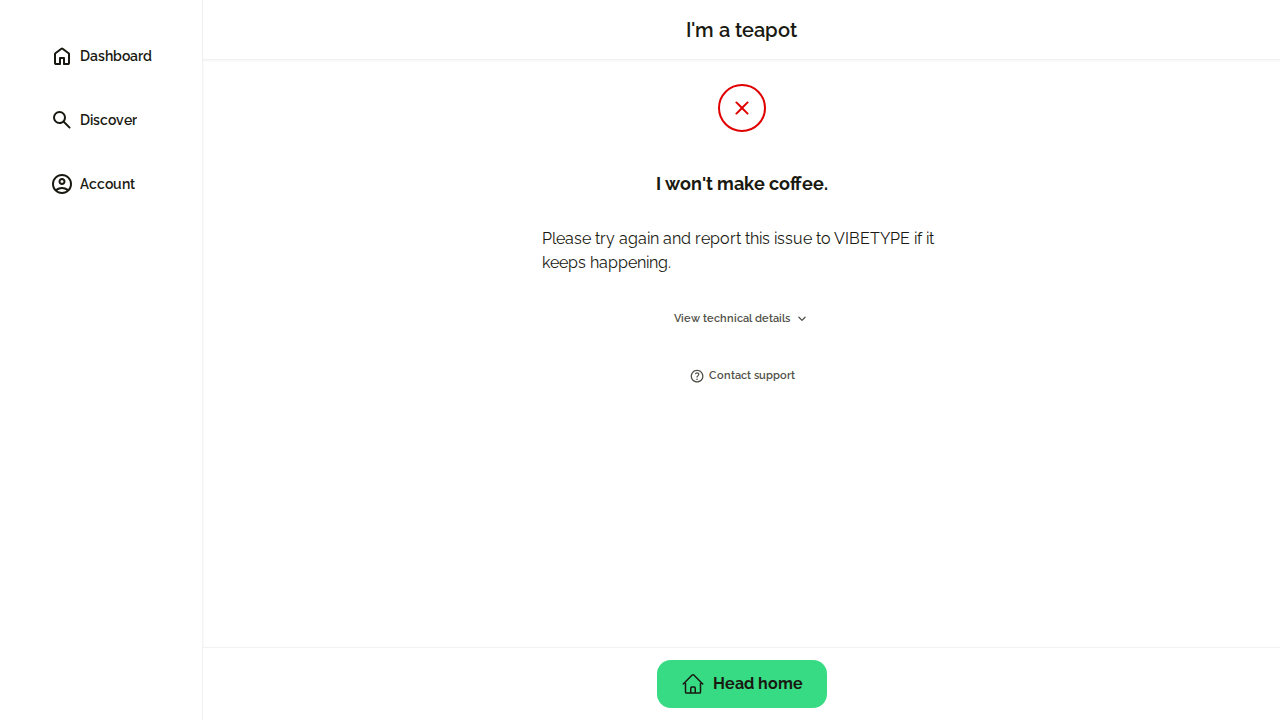 Dashboard
Discover
Account
I'm a teapot
I won't make coffee.
Please try again and report this issue to VIBETYPE if it
keeps happening.
View technical details
Contact support
Head home